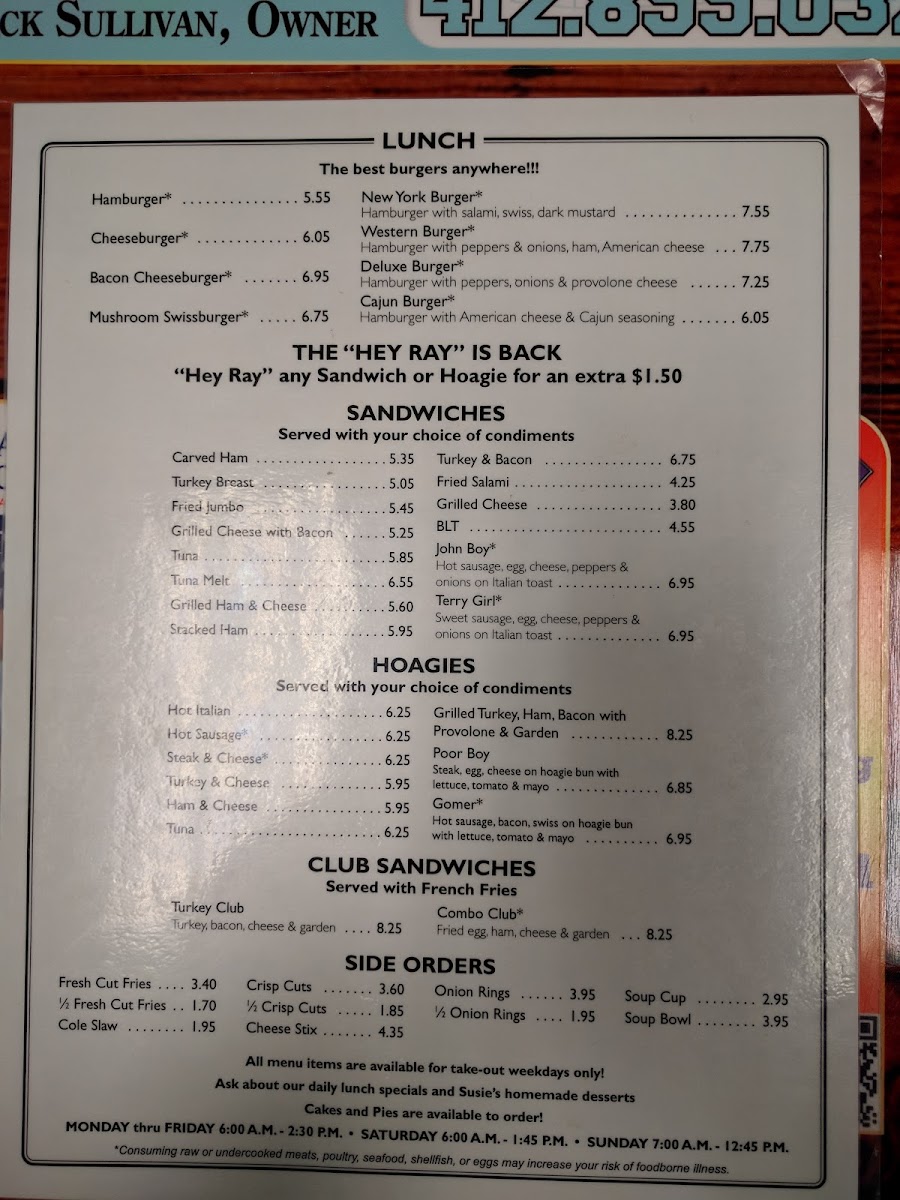 CK SULLIVAN, OWNER
LUNCH
The best burgers anywhere!!!
Hamburger* ............... 5.55
Cheeseburger* ............. 6.05
Bacon Cheeseburger* ....... 6.95
Mushroom Swissburger* ..... 6.75
New York Burger*
Hamburger with salami, swiss, dark mustard .............. 7.55
Western Burger*
Hamburger with peppers & onions, ham, American cheese ... 7.75
Deluxe Burger*
Hamburger with peppers, onions & provolone cheese ...... 7.25
Cajun Burger*
Hamburger with American cheese & Cajun seasoning ....... 6.05
THE “HEY RAY” IS BACK
“Hey Ray” any Sandwich or Hoagie for an extra $1.50
SANDWICHES
Served with your choice of condiments
Carved Ham .................5.35
Turkey Breast ................5.05
Fried Jumbo .................5.45
Grilled Cheese with Bacon ......5.25
Tuna .......................5.85
Tuna Melt ...................6.55
Grilled Ham & Cheese .........5.60
Stacked Ham .................5.95
Turkey & Bacon ............... 6.75
Fried Salami ................... 4.25
Grilled Cheese ................ 3.80
BLT ......................... 4.55
John Boy*
Hot sausage, egg, cheese, peppers &
onions on Italian toast ............. 6.95
Terry Girl*
Sweet sausage, egg, cheese, peppers &
onions on Italian toast ............. 6.95
HOAGIES
Served with your choice of condiments
Hot Italian ................... 6.25
Hot Sausage* ................ 6.25
Steak & Cheese* .............. 6.25
Turkey & Cheese ............. 5.95
Ham & Cheese ............... 5.95
Tuna ....................... 6.25
Grilled Turkey, Ham, Bacon with
Provolone & Garden ........... 8.25
Poor Boy
Steak, egg, cheese on hoagie bun with
lettuce, tomato & mayo ............. 6.85
Gomer*
Hot sausage, bacon, swiss on hoagie bun
with lettuce, tomato & mayo .......... 6.95
CLUB SANDWICHES
Served with French Fries
Turkey Club
Turkey, bacon, cheese & garden .... 8.25
Combo Club*
Fried egg, ham, cheese & garden ... 8.25
SIDE ORDERS
Fresh Cut Fries .... 3.40
½ Fresh Cut Fries .. 1.70
Cole Slaw ........ 1.95
Crisp Cuts ....... 3.60
½ Crisp Cuts ..... 1.85
Cheese Stix ....... 4.35
Onion Rings ...... 3.95
½ Onion Rings .... 1.95
Soup Cup ........ 2.95
Soup Bowl ........ 3.95
All menu items are available for take-out weekdays only!
Ask about our daily lunch specials and Susie's homemade desserts
Cakes and Pies are available to order!
MONDAY thru FRIDAY 6:00 A.M. - 2:30 P.M. • SATURDAY 6:00 A.M. - 1:45 P.M. • SUNDAY 7:00 A.M. - 12:45 P.M.
*Consuming raw or undercooked meats, poultry, seafood, shellfish, or eggs may increase your risk of foodborne illness.